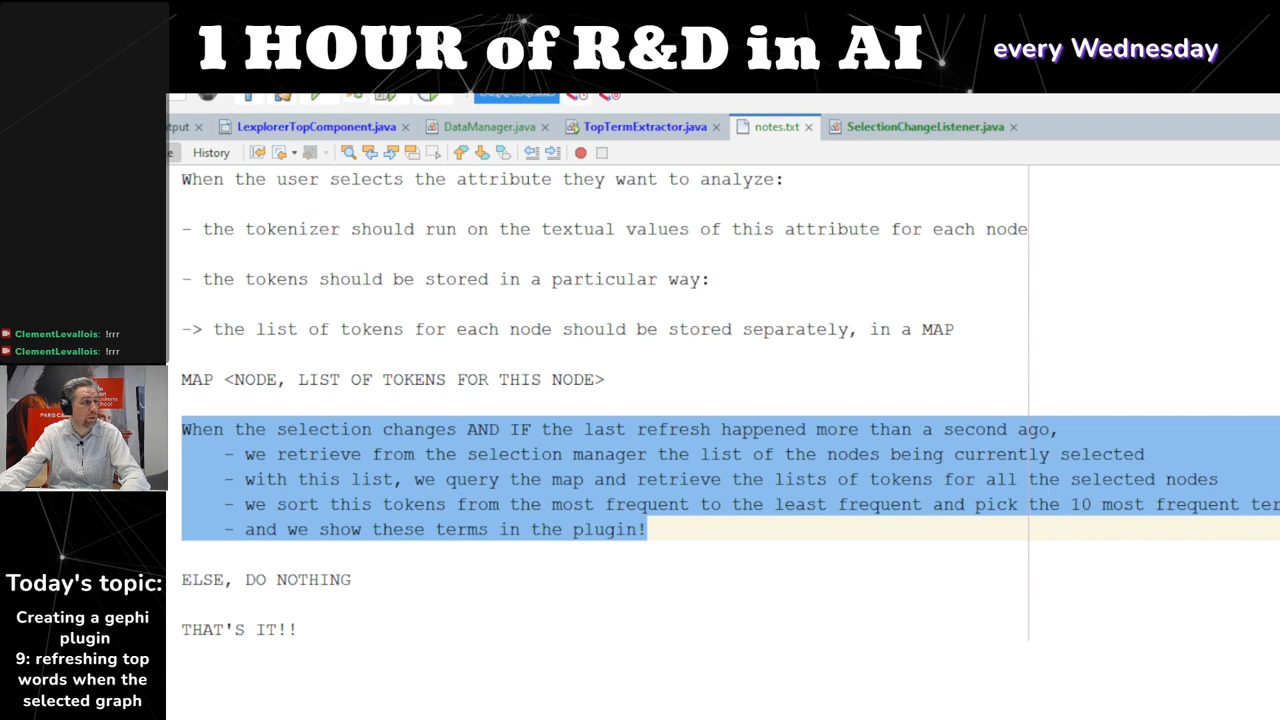 1 HOUR of R&D in AI
every Wednesday
LexplorerTopComponent.java
DataManager.java
TopTermExtractor.java
notes.txt
SelectionChangeListener.java
History
When the user selects the attribute they want to analyze:
- the tokenizer should run on the textual values of this attribute for each node
- the tokens should be stored in a particular way:
-> the list of tokens for each node should be stored separately, in a MAP
MAP <NODE, LIST OF TOKENS FOR THIS NODE>
When the selection changes AND IF the last refresh happened more than a second ago,
- we retrieve from the selection manager the list of the nodes being currently selected
- with this list, we query the map and retrieve the lists of tokens for all the selected nodes
- we sort this tokens from the most frequent to the least frequent and pick the 10 most frequent
- and we show these terms in the plugin!
ELSE, DO NOTHING
THAT'S IT!!
ClementLevallois: !rrr
ClementLevallois: !rrr
Today's topic:
Creating a gephi
plugin
9: refreshing top
words when the
selected graph